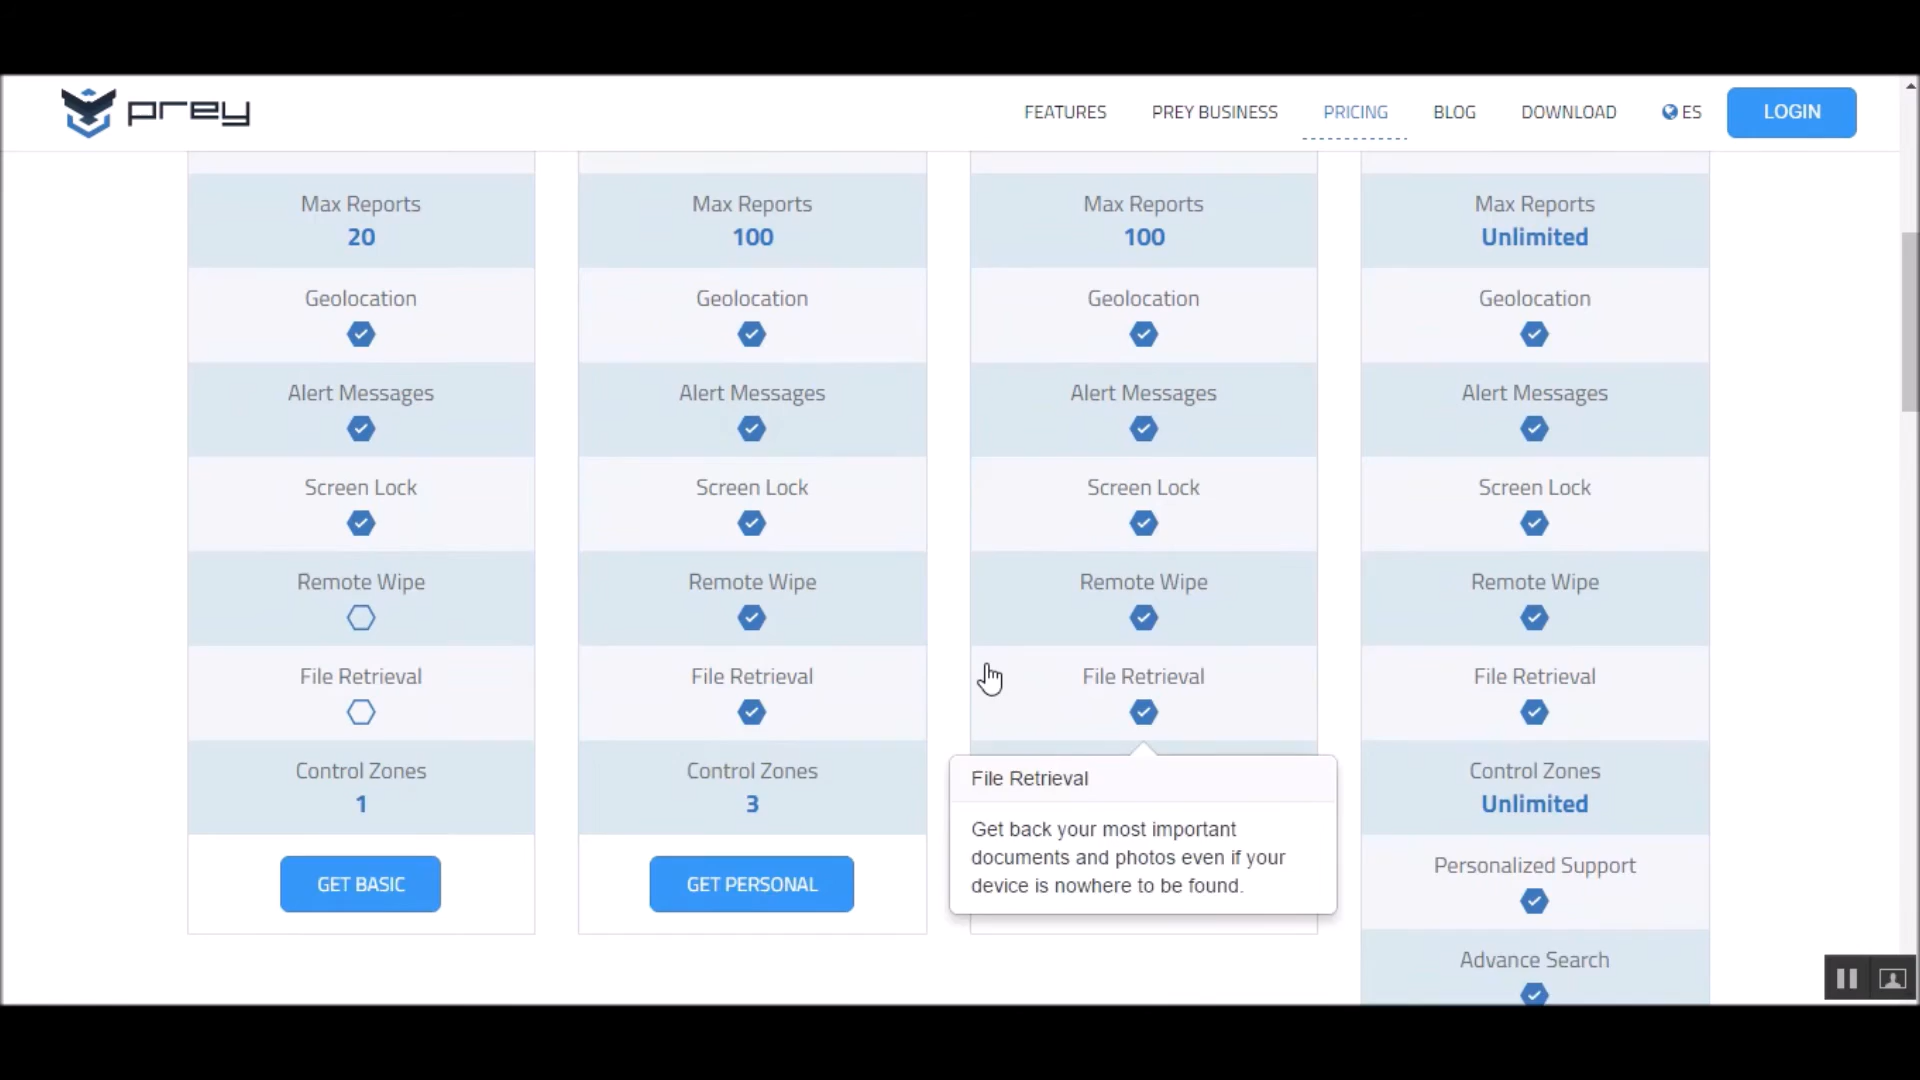 prey
FEATURES
PREY BUSINESS
PRICING
BLOG
DOWNLOAD
ES
LOGIN
Max Reports
20
Geolocation
Alert Messages
Screen Lock
Remote Wipe
File Retrieval
Control Zones
1
GET BASIC
Max Reports
100
Geolocation
Alert Messages
Screen Lock
Remote Wipe
File Retrieval
Control Zones
3
GET PERSONAL
Max Reports
100
Geolocation
Alert Messages
Screen Lock
Remote Wipe
File Retrieval
File Retrieval
Get back your most important
documents and photos even if your
device is nowhere to be found.
Max Reports
Unlimited
Geolocation
Alert Messages
Screen Lock
Remote Wipe
File Retrieval
Control Zones
Unlimited
Personalized Support
Advance Search